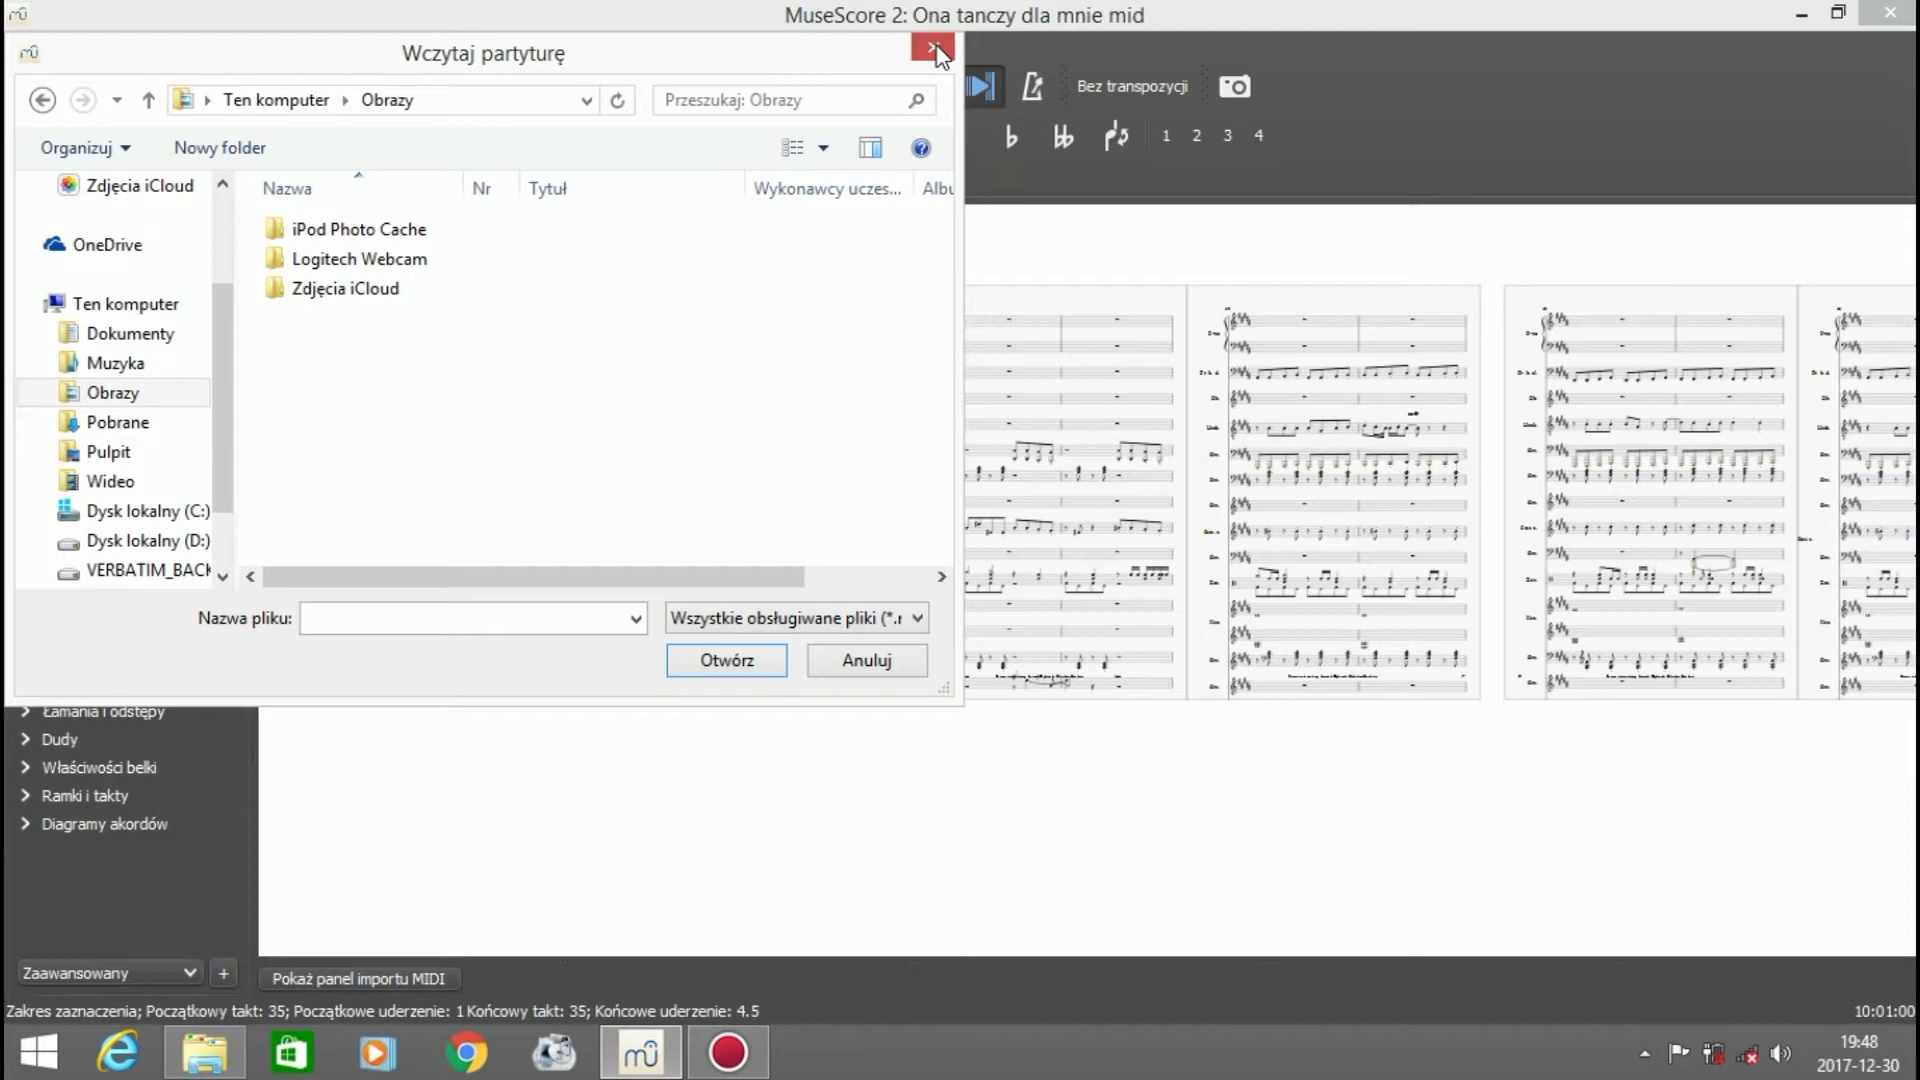 MuseScore 2: Ona tanczy dla mnie mid
Wczytaj partyturę
Ten komputer
Obrazy
Przeszukaj: Obrazy
Bez transpozycji
1 2 3 4
Organizuj
Nowy folder
Zdjęcia iCloud
OneDrive
Ten komputer
Dokumenty
Muzyka
Obrazy
Pobrane
Pulpit
Wideo
Dysk lokalny (C:)
Dysk lokalny (D:)
VERBATIM_BACK
Nazwa Nr Tytuł Wykonawcy uczes... Albu
iPod Photo Cache
Logitech Webcam
Zdjęcia iCloud
Nazwa pliku:
Wszystkie obsługiwane pliki (*.r
Otwórz
Anuluj
Łamania i odstępy
Dudy
Właściwości belki
Ramki i takty
Diagramy akordów
Zaawansowany
+
Pokaż panel importu MIDI
Zakres zaznaczenia; Początkowy takt: 35; Początkowe uderzenie: 1 Końcowy takt: 35; Końcowe uderzenie: 4.5
10:01:00
19:48
2017-12-30